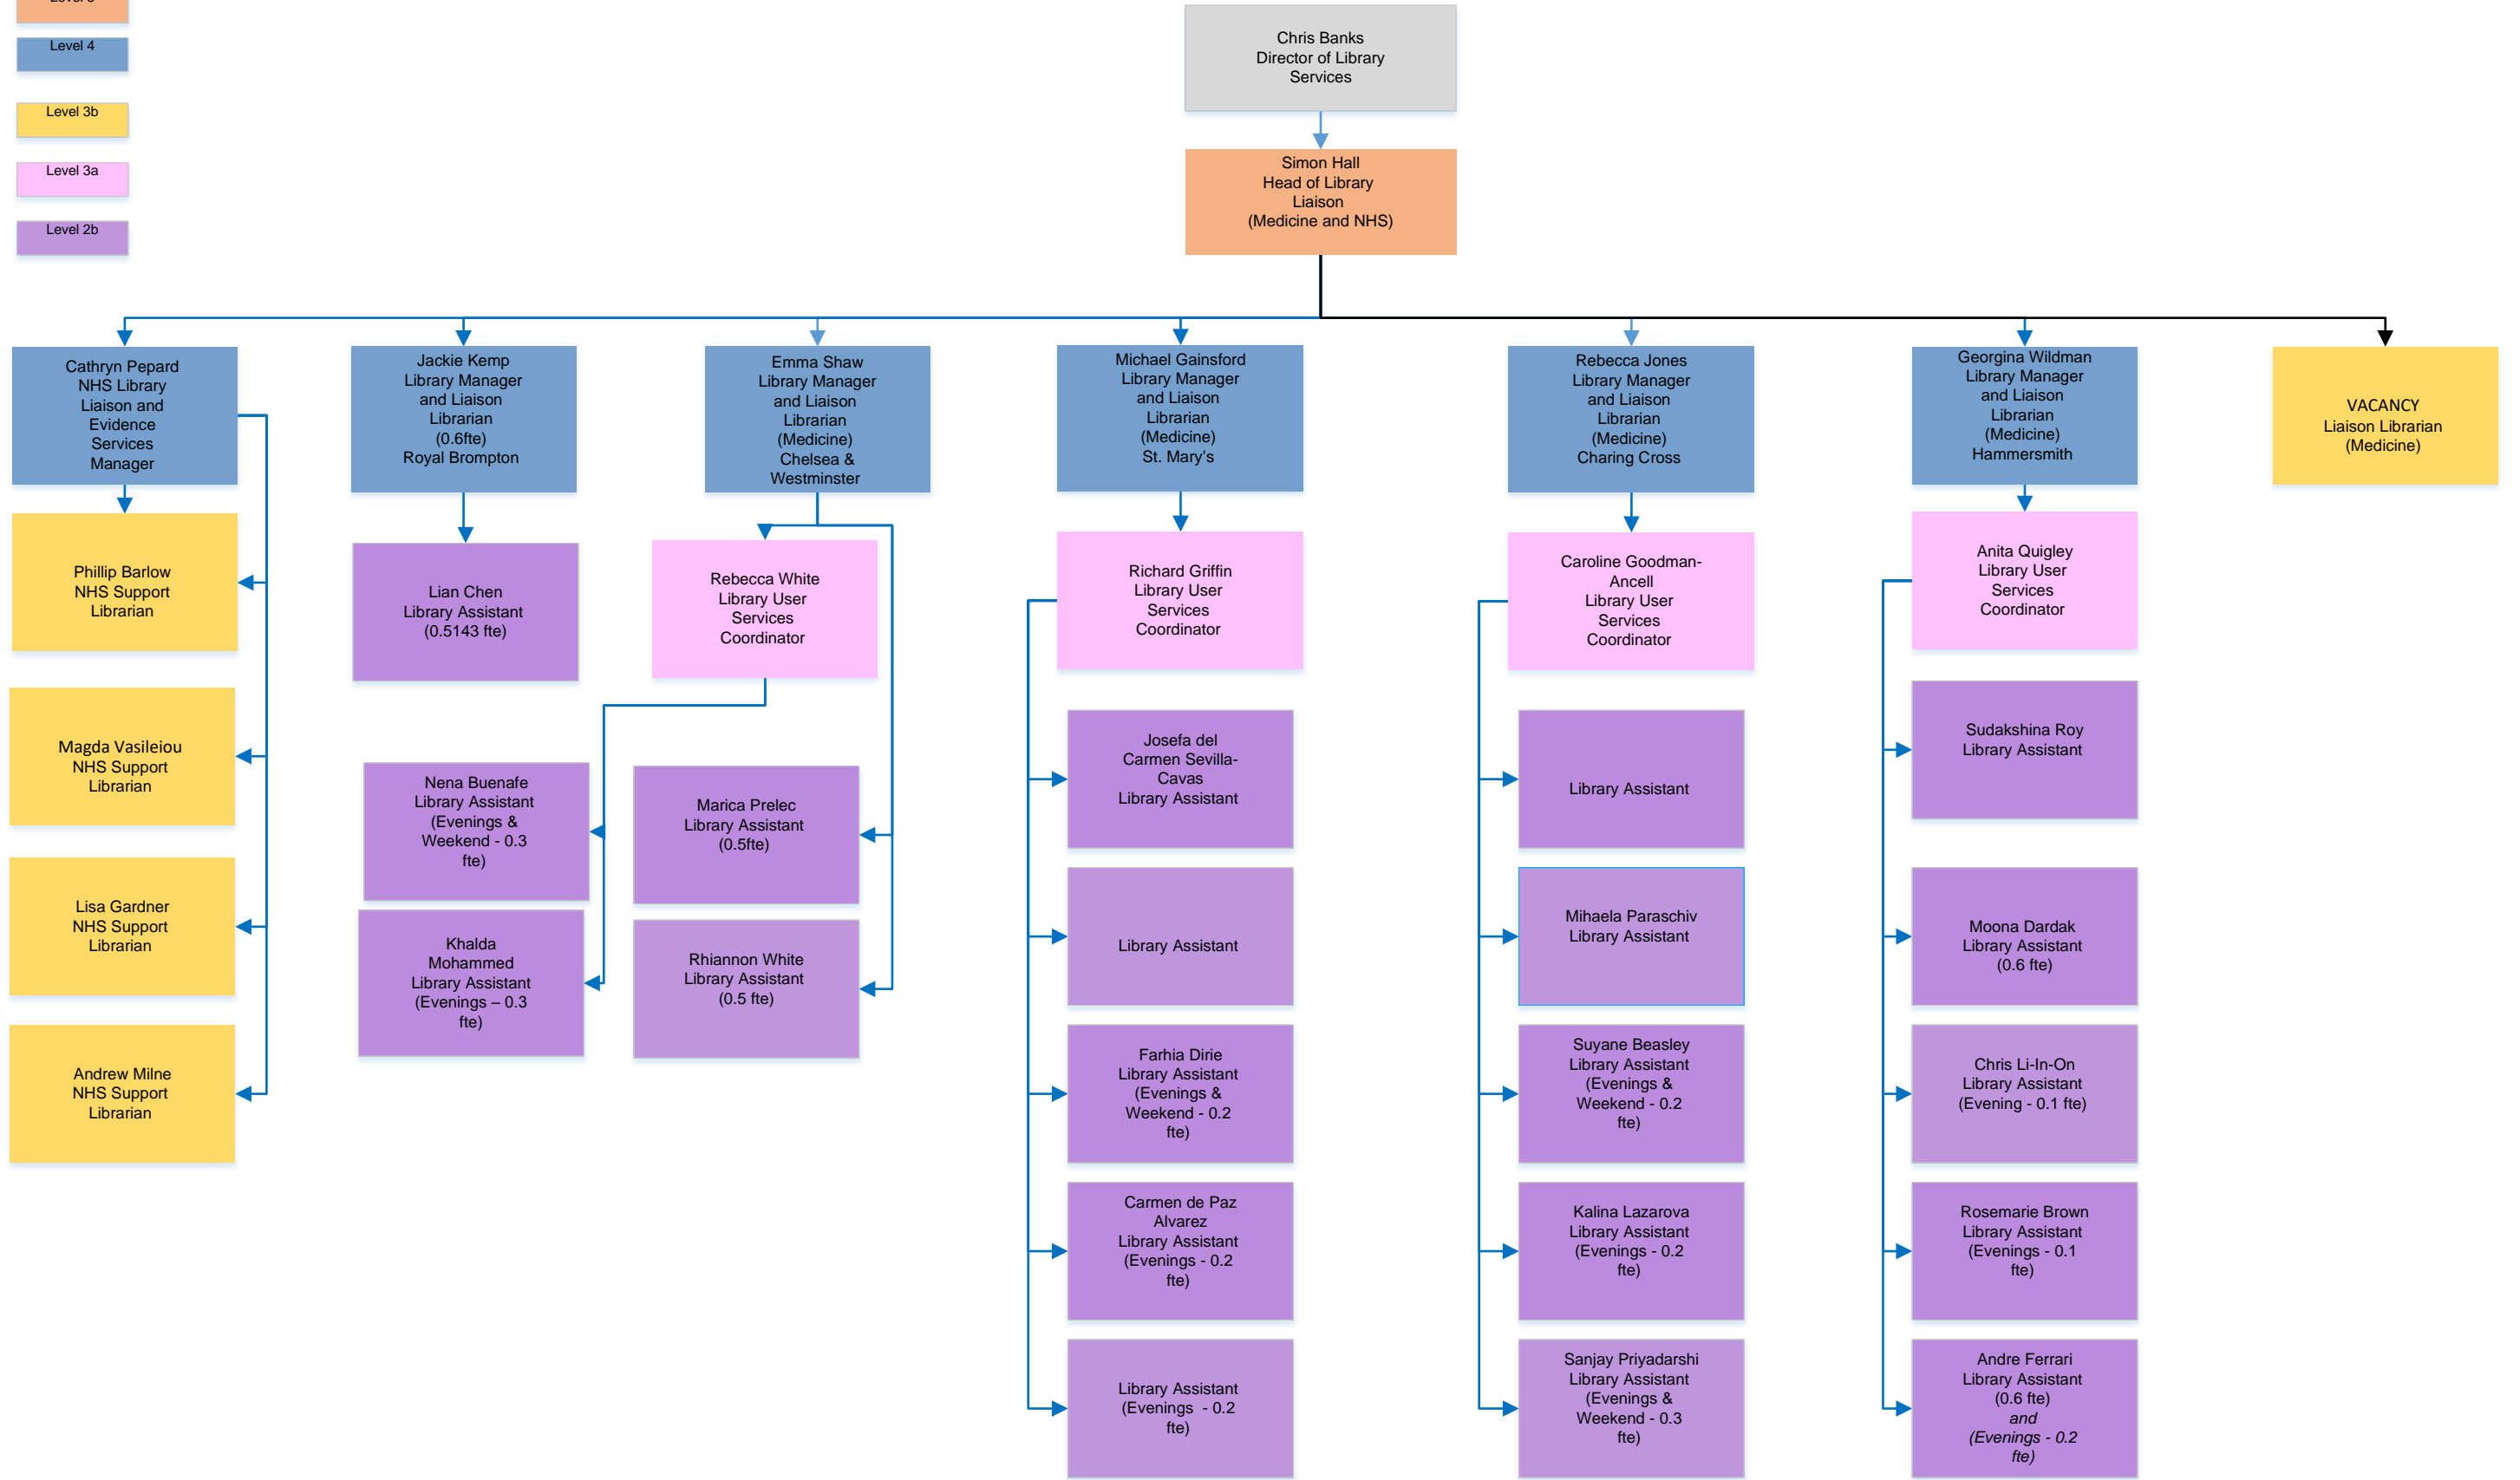 Level 4
Level 3b
Level 3a
Level 2b
Chris Banks
Director of Library
Services
Simon Hall
Head of Library
Liaison
(Medicine and NHS)
Cathryn Pepard
NHS Library
Liaison and
Evidence
Services
Manager
Jackie Kemp
Library Manager
and Liaison
Librarian
(0.6fte)
Royal Brompton
Emma Shaw
Library Manager
and Liaison
Librarian
(Medicine)
Chelsea &
Westminster
Michael Gainsford
Library Manager
and Liaison
Librarian
(Medicine)
St. Mary's
Rebecca Jones
Library Manager
and Liaison
Librarian
(Medicine)
Charing Cross
Georgina Wildman
Library Manager
and Liaison
Librarian
(Medicine)
Hammersmith
VACANCY
Liaison Librarian
(Medicine)
Phillip Barlow
NHS Support
Librarian
Magda Vasileiou
NHS Support
Librarian
Lisa Gardner
NHS Support
Librarian
Andrew Milne
NHS Support
Librarian
Lian Chen
Library Assistant
(0.5143 fte)
Rebecca White
Library User
Services
Coordinator
Nena Buenafe
Library Assistant
(Evenings &
Weekend - 0.3
fte)
Khalda
Mohammed
Library Assistant
(Evenings – 0.3
fte)
Marica Prelec
Library Assistant
(0.5fte)
Rhiannon White
Library Assistant
(0.5 fte)
Richard Griffin
Library User
Services
Coordinator
Josefa del
Carmen Sevilla-
Cavas
Library Assistant
Library Assistant
Farhia Dirie
Library Assistant
(Evenings &
Weekend - 0.2
fte)
Carmen de Paz
Alvarez
Library Assistant
(Evenings - 0.2
fte)
Library Assistant
(Evenings  - 0.2
fte)
Caroline Goodman-
Ancell
Library User
Services
Coordinator
Library Assistant
Mihaela Paraschiv
Library Assistant
Suyane Beasley
Library Assistant
(Evenings &
Weekend - 0.2
fte)
Kalina Lazarova
Library Assistant
(Evenings - 0.2
fte)
Sanjay Priyadarshi
Library Assistant
(Evenings &
Weekend - 0.3
fte)
Anita Quigley
Library User
Services
Coordinator
Sudakshina Roy
Library Assistant
Moona Dardak
Library Assistant
(0.6 fte)
Chris Li-In-On
Library Assistant
(Evening - 0.1 fte)
Rosemarie Brown
Library Assistant
(Evenings - 0.1
fte)
Andre Ferrari
Library Assistant
(0.6 fte)
and
(Evenings - 0.2
fte)